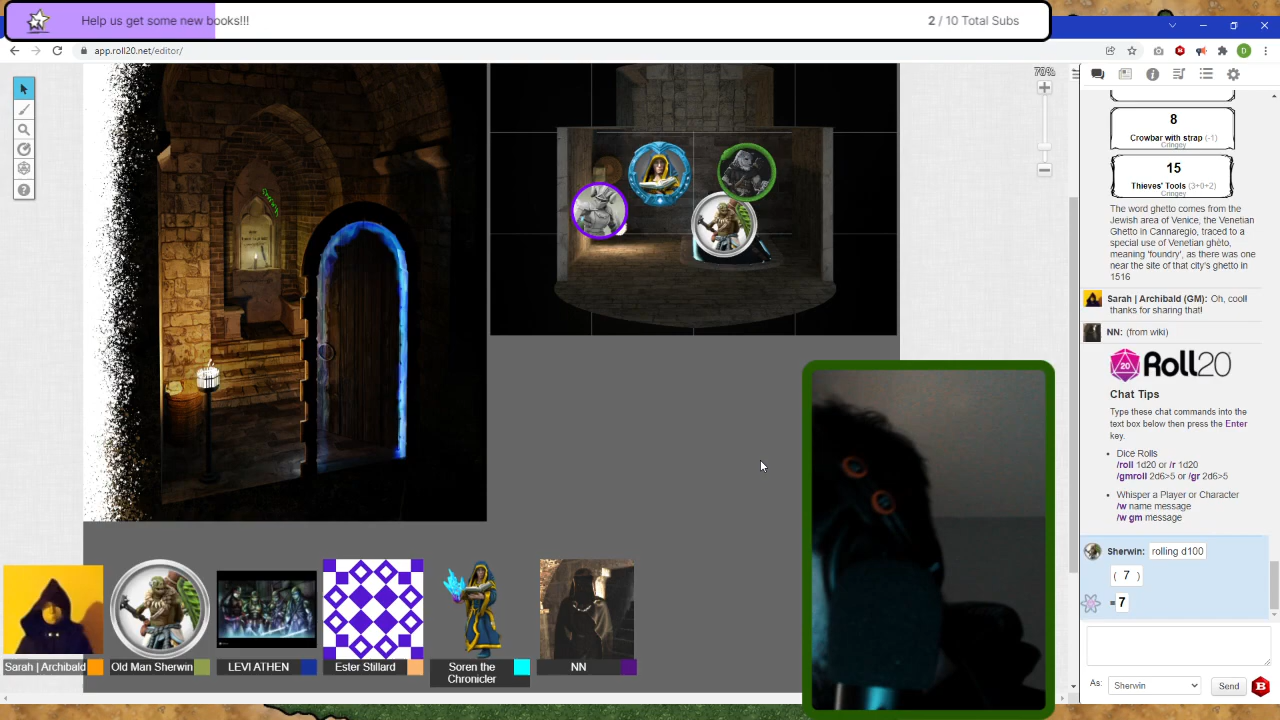 Help us get some new books!!!
2 / 10 Total Subs
app.roll20.net/editor/
D
70%
8
Crowbar with strap (-1)
Cringey
15
Thieves' Tools (3+0+2)
Cringey
The word ghetto comes from the
Jewish area of Venice, the Venetian
Ghetto in Cannaregio, traced to a
special use of Venetian ghèto,
meaning 'foundry', as there was one
near the site of that city's ghetto in
1516
Sarah | Archibald (GM): Oh, cool!
thanks for sharing that!
NN: (from wiki)
20
Roll20
Chat Tips
Type these chat commands into the
text box below then press the Enter
key.
• Dice Rolls
/roll 1d20 or /r 1d20
/gmroll 2d6>5 / /gr 2d6>5
• Whisper a Player or Character
/w name message
/w gm message
Sherwin: rolling d100
( 7 )
=7
Sarah | Archibald
Old Man Sherwin
LEVI ATHEN
Ester Stillard
Soren the
Chronicler
NN
As: Sherwin
Send
B